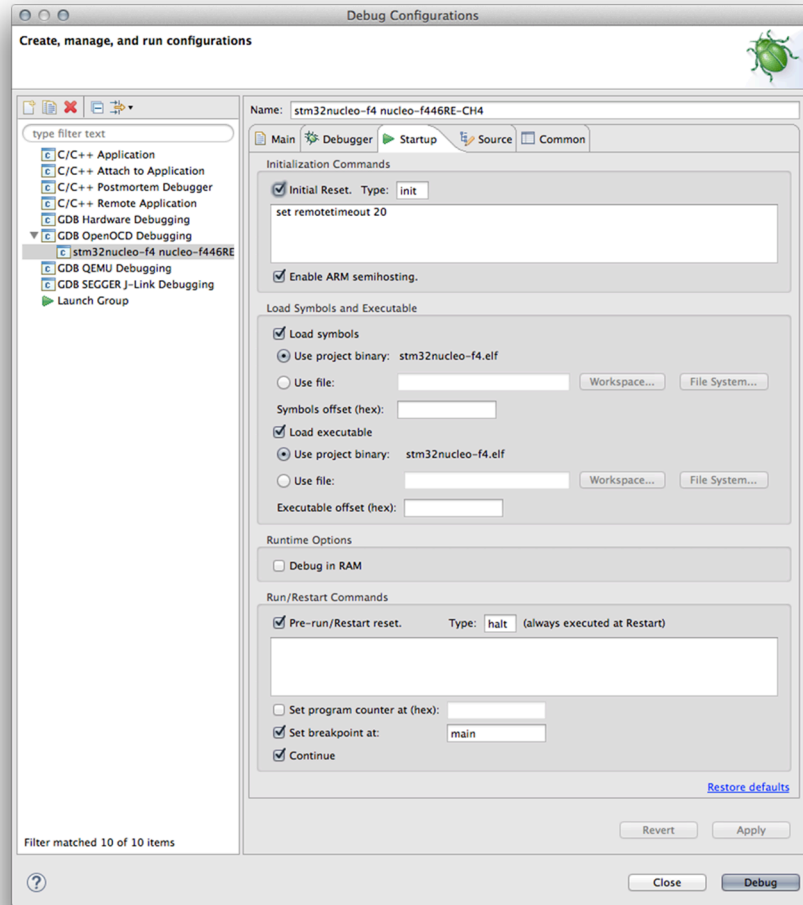 Debug Configurations
Create, manage, and run configurations
type filter text
C/C++ Application
C/C++ Attach to Application
C/C++ Postmortem Debugger
C/C++ Remote Application
GDB Hardware Debugging
GDB OpenOCD Debugging
stm32nucleo-f4 nucleo-f446RE
GDB QEMU Debugging
GDB SEGGER J-Link Debugging
Launch Group
Filter matched 10 of 10 items
Name: stm32nucleo-f4 nucleo-f446RE-CH4
Main Debugger Startup Source Common
Initialization Commands
Initial Reset. Type: init
set remotetimeout 20
Enable ARM semihosting.
Load Symbols and Executable
Load symbols
Use project binary: stm32nucleo-f4.elf
Use file: Workspace... File System...
Symbols offset (hex):
Load executable
Use project binary: stm32nucleo-f4.elf
Use file: Workspace... File System...
Executable offset (hex):
Runtime Options
Debug in RAM
Run/Restart Commands
Pre-run/Restart reset. Type: halt (always executed at Restart)
Set program counter at (hex):
Set breakpoint at: main
Continue
Restore defaults
Revert Apply
? Close Debug